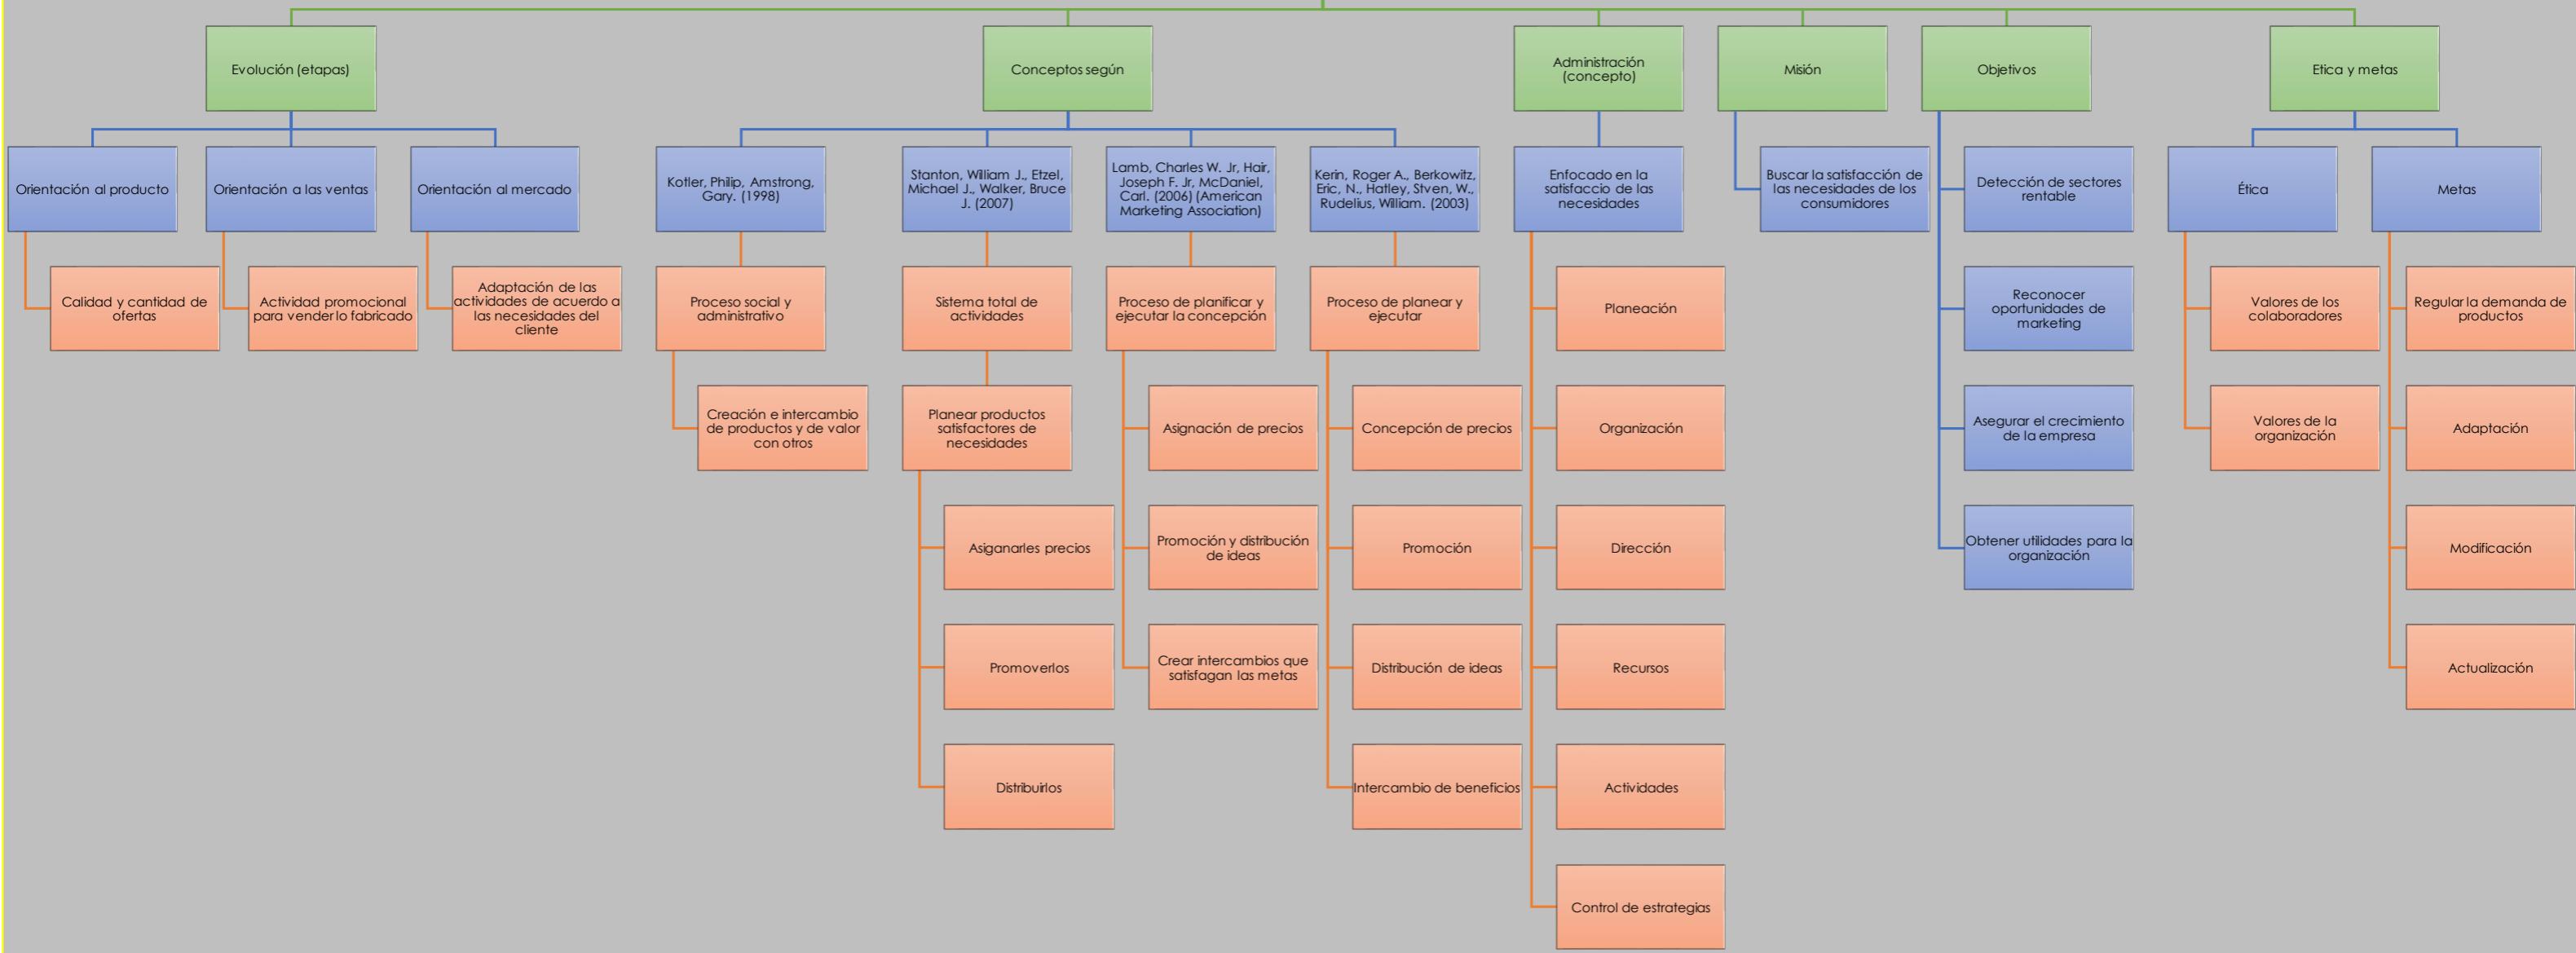 Evolución (etapas)
Conceptos según
Administración
(concepto)
Misión
Objetivos
Etica y metas
Orientación al producto
Orientación a las ventas
Orientación al mercado
Kotler, Philip, Amstrong,
Gary. (1998)
Stanton, William J., Etzel,
Michael J., Walker, Bruce
J. (2007)
Lamb, Charles W. Jr, Hair,
Joseph F. Jr, McDaniel,
Carl. (2006) (American
Marketing Association)
Kerin, Roger A., Berkowitz,
Eric, N., Hatley, Stven, W.,
Rudelius, William. (2003)
Enfocado en la
satisfaccio de las
necesidades
Buscar la satisfacción de
las necesidades de los
consumidores
Detección de sectores
rentable
Ética
Metas
Calidad y cantidad de
ofertas
Actividad promocional
para vender lo fabricado
Adaptación de las
actividades de acuerdo a
las necesidades del
cliente
Proceso social y
administrativo
Sistema total de
actividades
Proceso de planificar y
ejecutar la concepción
Proceso de planear y
ejecutar
Planeación
Reconocer
oportunidades de
marketing
Valores de los
colaboradores
Regular la demanda de
productos
Creación e intercambio
de productos y de valor
con otros
Planear productos
satisfactores de
necesidades
Asignación de precios
Concepción de precios
Organización
Asegurar el crecimiento
de la empresa
Valores de la
organización
Adaptación
Asiganarles precios
Promoción y distribución
de ideas
Promoción
Dirección
Obtener utilidades para la
organización
Modificación
Promoverlos
Crear intercambios que
satisfagan las metas
Distribución de ideas
Recursos
Actualización
Distribuirlos
Intercambio de beneficios
Actividades
Control de estrategias